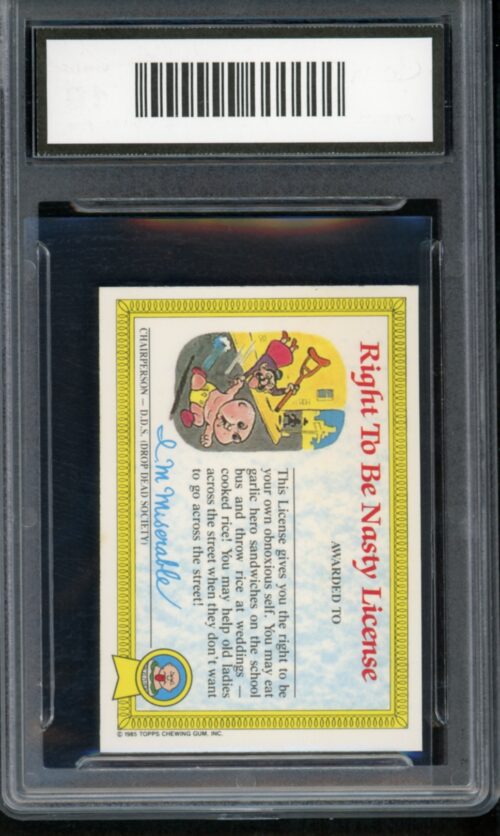 Right To Be Nasty License
AWARDED TO
This License gives you the right to be
your own obnoxious self. You may eat
garlic hero sandwiches on the school
bus and throw rice at weddings —
cooked rice! You may help old ladies
across the street when they don't want
to go across the street!
I.M. Miserable
CHAIRPERSON — D.D.S. (DROP DEAD SOCIETY)
© 1985 TOPPS CHEWING GUM, INC.